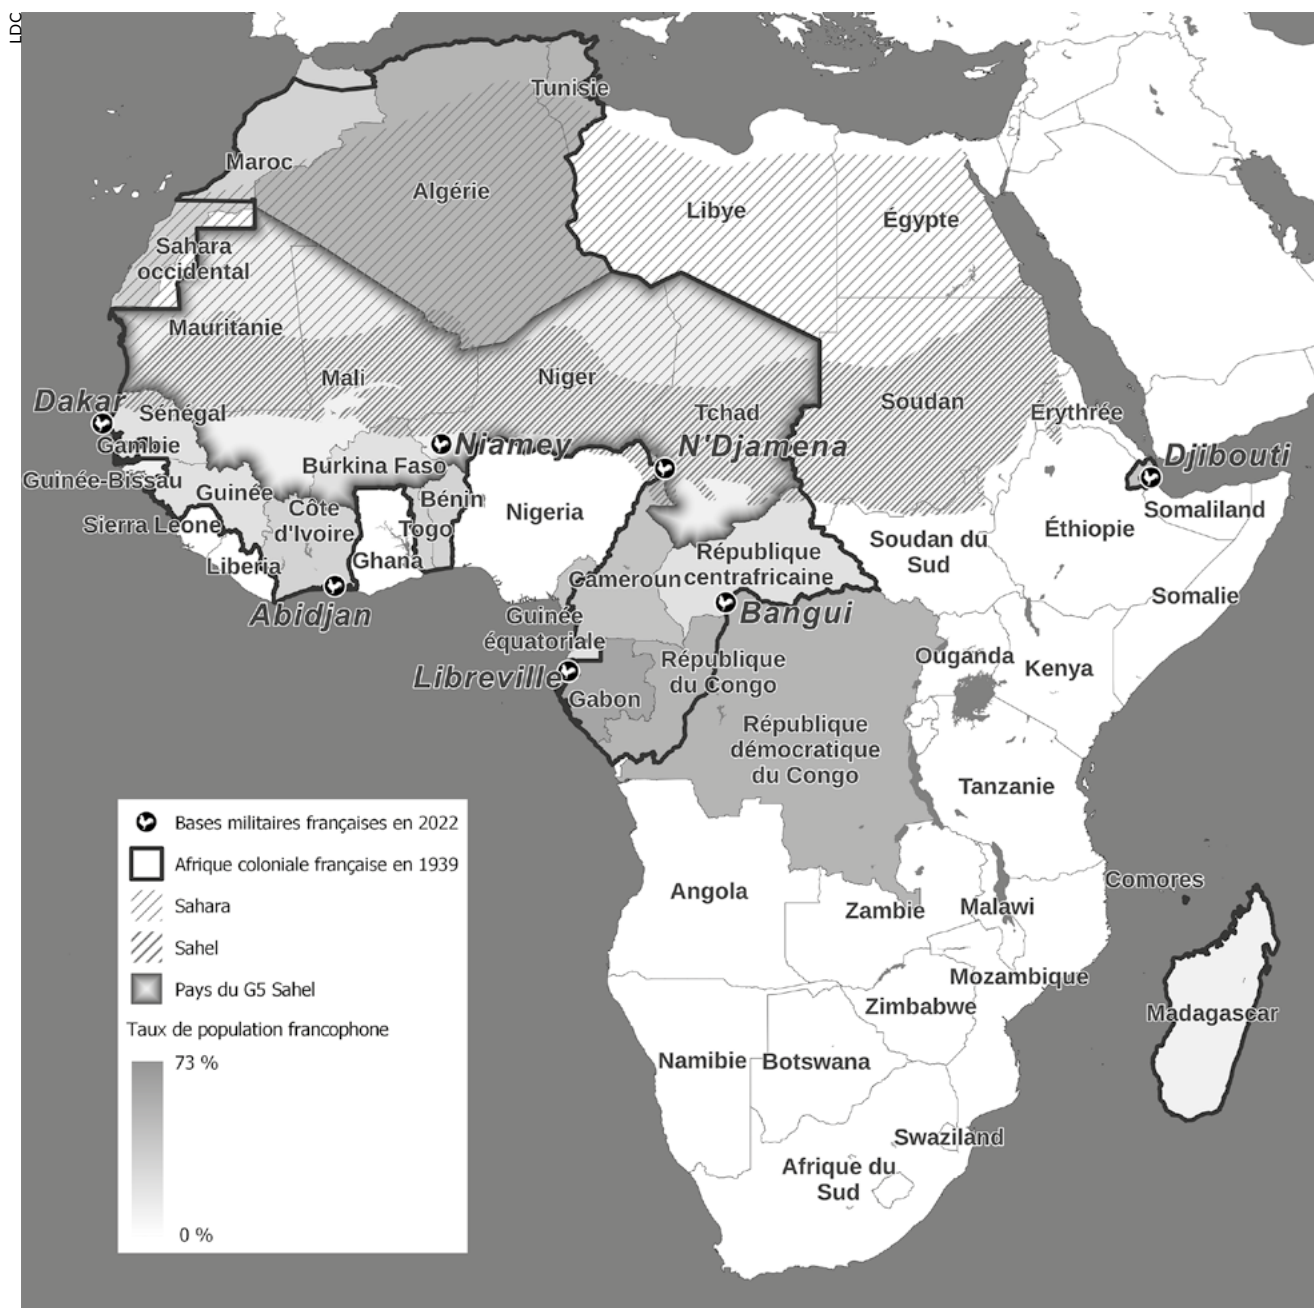 LDC
Tunisie
Maroc
Algérie
Libye
Égypte
Sahara
occidental
Mauritanie
Mali
Niger
Tchad
Soudan
Érythrée
Dakar
Sénégal
Gambie
Niamey
N'Djamena
Djibouti
Guinée-Bissau
Burkina Faso
Guinée
Bénin
Côte
d'Ivoire
Togo
Nigeria
Somaliland
Sierra Leone
Liberia
Ghana
Cameroun
République
centrafricaine
Soudan du
Sud
Éthiopie
Somalie
Abidjan
Guinée
équatoriale
Bangui
Libreville
Gabon
République
du Congo
Ouganda
Kenya
République
démocratique
du Congo
Tanzanie
Angola
Zambie
Malawi
Comores
Mozambique
Zimbabwe
Madagascar
Namibie
Botswana
Swaziland
Afrique du
Sud
Bases militaires françaises en 2022
Afrique coloniale française en 1939
Sahara
Sahel
Pays du G5 Sahel
Taux de population francophone
73 %
0 %